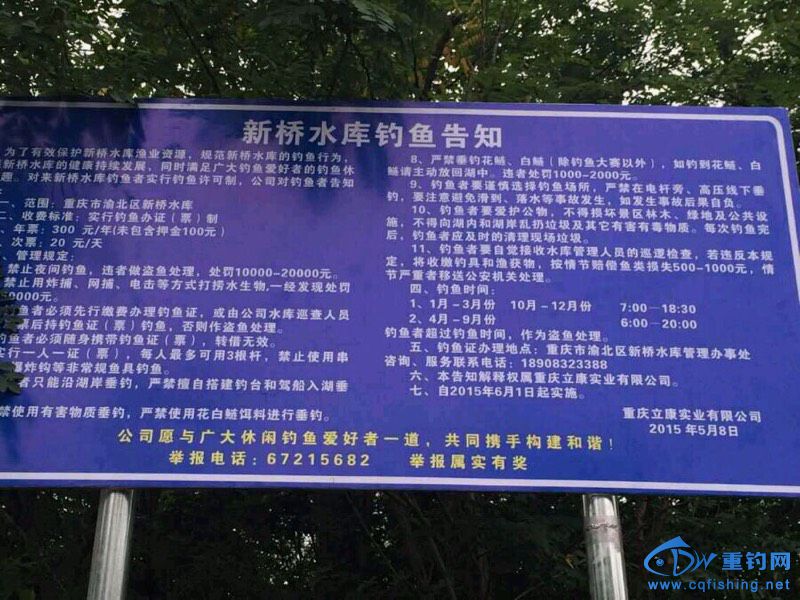 新桥水库钓鱼告知
为了有效保护新桥水库渔业资源，规范新桥水库的钓鱼行为，
新桥水库的健康持续发展，同时满足广大钓鱼爱好者的钓鱼休
趣。对来新桥水库钓鱼者实行钓鱼许可制，公司对钓鱼者告知
一、范围：重庆市渝北区新桥水库
二、收费标准：实行钓鱼办证（票）制
、年票：300 元/年(未包含押金100元)
、次票：20 元/天
、管理规定：
禁止夜间钓鱼，违者做盗鱼处理，处罚10000-20000元。
禁止用炸捕、网捕、电击等方式打捞水生物,一经发现处罚
0000元。
鱼者必须先行缴费办理钓鱼证，或由公司水库巡查人员
票后持钓鱼证（票）钓鱼，否则作盗鱼处理。
鱼者必须随身携带钓鱼证（票），转借无效。
实行一人一证（票），每人最多可用3根杆，禁止使用串
爆炸钩等非常规鱼具钓鱼。
者只能沿湖岸垂钓，严禁擅自搭建钓台和驾船入湖垂
禁使用有害物质垂钓，严禁使用花白鲢饵料进行垂钓。
8、严禁垂钓花鲢、白鲢（除钓鱼大赛以外），如钓到花鲢、白
鲢请主动放回湖中。违者处罚1000-2000元。
9、钓鱼者要谨慎选择钓鱼场所，严禁在电杆旁、高压线下垂
钓，要注意避免滑到、落水等事故发生，如发生事故后果自负。
10、钓鱼者要爱护公物，不得损坏景区林木、绿地及公共设
施，不得向湖内和湖岸乱扔垃圾及其它有害有毒物质。每次钓鱼完
后，钓鱼者应及时的清理现场垃圾。
11、钓鱼者要自觉接收水库管理人员的巡逻检查，若违反本规
定，将收缴钓具和渔获物，按情节赔偿鱼类损失500-1000元，情
节严重者移送公安机关处理。
四、钓鱼时间：
1、1月-3月份 10月-12月份 7:00-18:30
2、4月-9月份 6:00-20:00
钓鱼者超过钓鱼时间，作为盗鱼处理。
五、钓鱼证办理地点：重庆市渝北区新桥水库管理办事处
咨询、服务联系电话：18908323388
六、本告知解释权属重庆立康实业有限公司。
七、自2015年6月1日起实施。
重庆立康实业有限公司
2015 年5月8日
公司愿与广大休闲钓鱼爱好者一道，共同携手构建和谐！
举报电话：67215682 举报属实有奖
DW重钓网
www.cqfishing.net